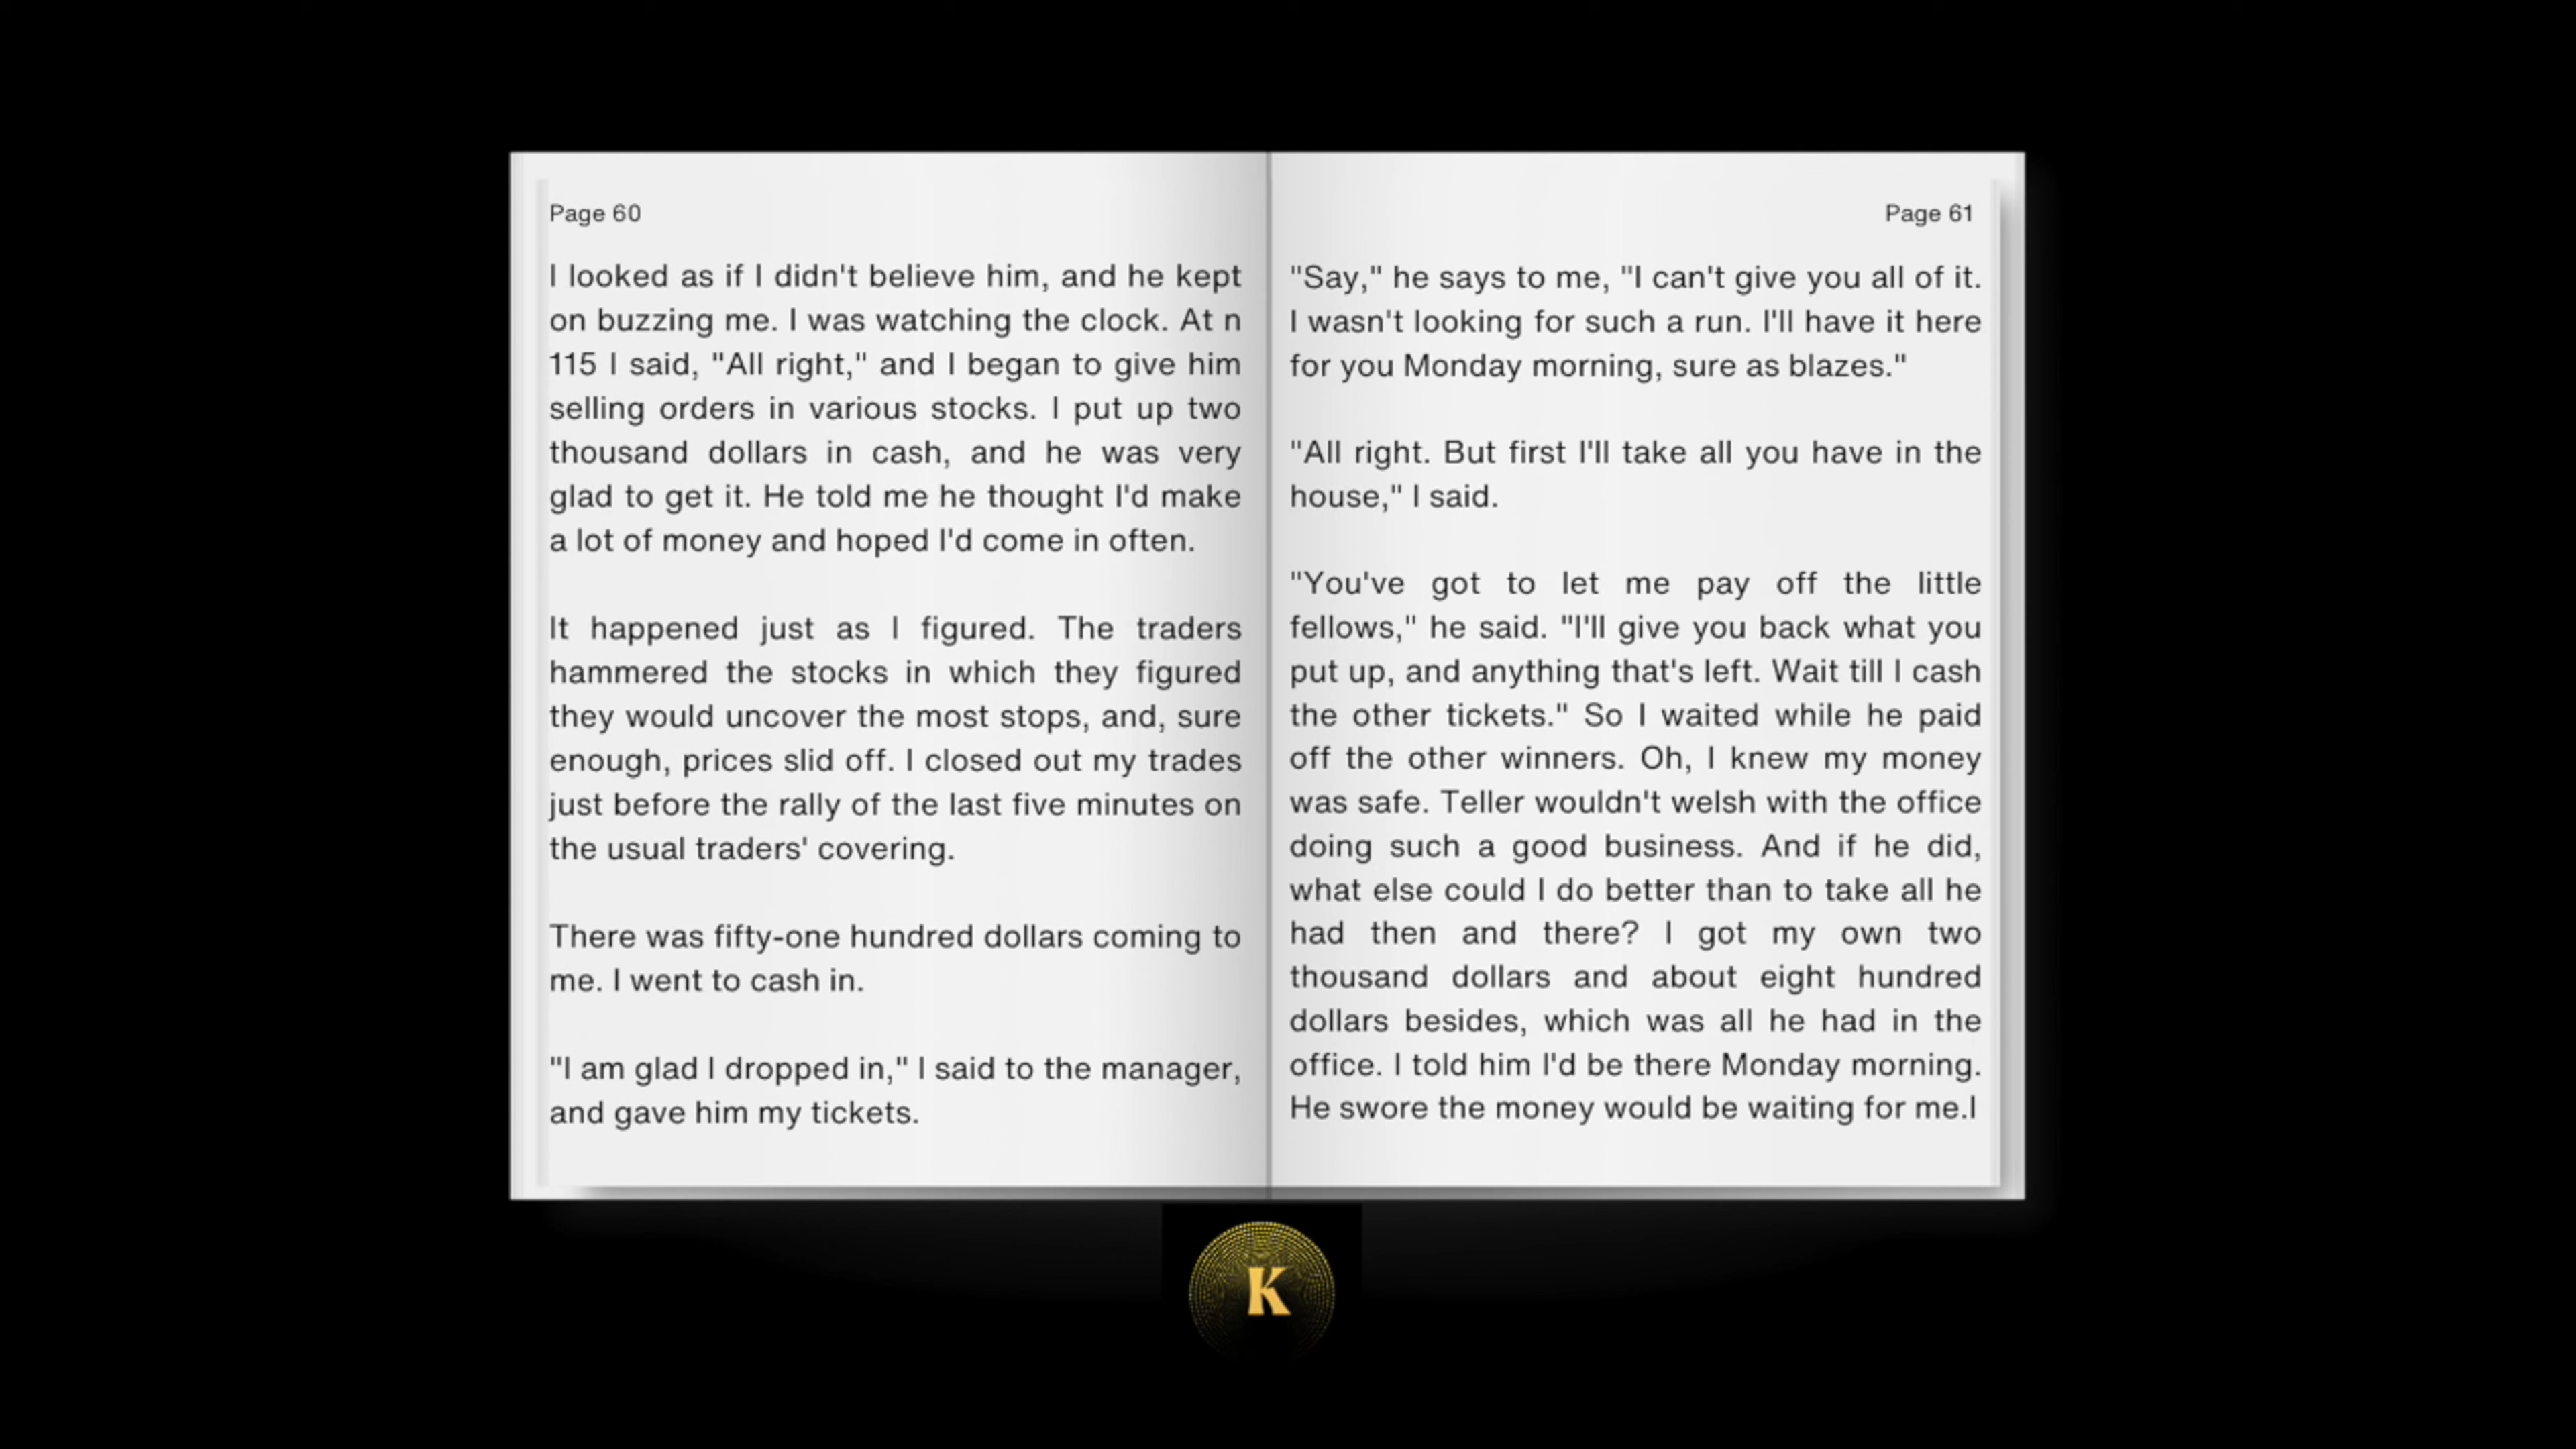 Page 60
I looked as if I didn't believe him, and he kept
on buzzing me. I was watching the clock. At n
115 I said, "All right," and I began to give him
selling orders in various stocks. I put up two
thousand dollars in cash, and he was very
glad to get it. He told me he thought I'd make
a lot of money and hoped I'd come in often.
It happened just as I figured. The traders
hammered the stocks in which they figured
they would uncover the most stops, and, sure
enough, prices slid off. I closed out my trades
just before the rally of the last five minutes on
the usual traders' covering.
There was fifty-one hundred dollars coming to
me. I went to cash in.
"I am glad I dropped in," I said to the manager,
and gave him my tickets.
Page 61
"Say," he says to me, "I can't give you all of it.
I wasn't looking for such a run. I'll have it here
for you Monday morning, sure as blazes."
"All right. But first I'll take all you have in the
house," I said.
"You've got to let me pay off the little
fellows," he said. "I'll give you back what you
put up, and anything that's left. Wait till I cash
the other tickets." So I waited while he paid
off the other winners. Oh, I knew my money
was safe. Teller wouldn't welsh with the office
doing such a good business. And if he did,
what else could I do better than to take all he
had then and there? I got my own two
thousand dollars and about eight hundred
dollars besides, which was all he had in the
office. I told him I'd be there Monday morning.
He swore the money would be waiting for me.I
K